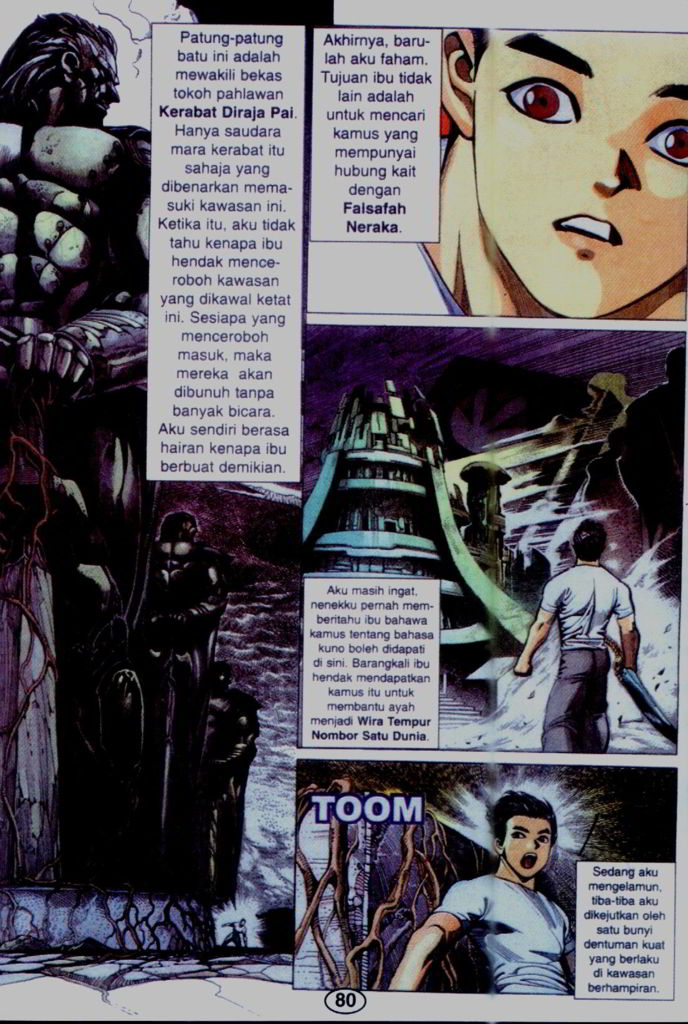 Patung-patung
batu ini adalah
mewakili bekas
tokoh pahlawan
Kerabat Diraja Pai.
Hanya saudara
mara kerabat itu
sahaja yang
dibenarkan mema-
suki kawasan ini.
Ketika itu, aku tidak
tahu kenapa ibu
hendak mence-
roboh kawasan
yang dikawal ketat
ini. Sesiapa yang
menceroboh
masuk, maka
mereka akan
dibunuh tanpa
banyak bicara.
Aku sendiri berasa
hairan kenapa ibu
berbuat demikian.
Akhirnya, baru-
lah aku faham.
Tujuan ibu tidak
lain adalah
untuk mencari
kamus yang
mempunyai
hubung kait
dengan
Falsafah
Neraka.
Aku masih ingat,
nenekku pernah mem-
beritahu ibu bahawa
kamus tentang bahasa
kuno boleh didapati
di sini. Barangkali ibu
hendak mendapatkan
kamus itu untuk
membantu ayah
menjadi Wira Tempur
Nombor Satu Dunia.
TOOM
Sedang aku
mengelamun,
tiba-tiba aku
dikejutkan oleh
satu bunyi
dentuman kuat
yang berlaku
di kawasan
berhampiran.
80